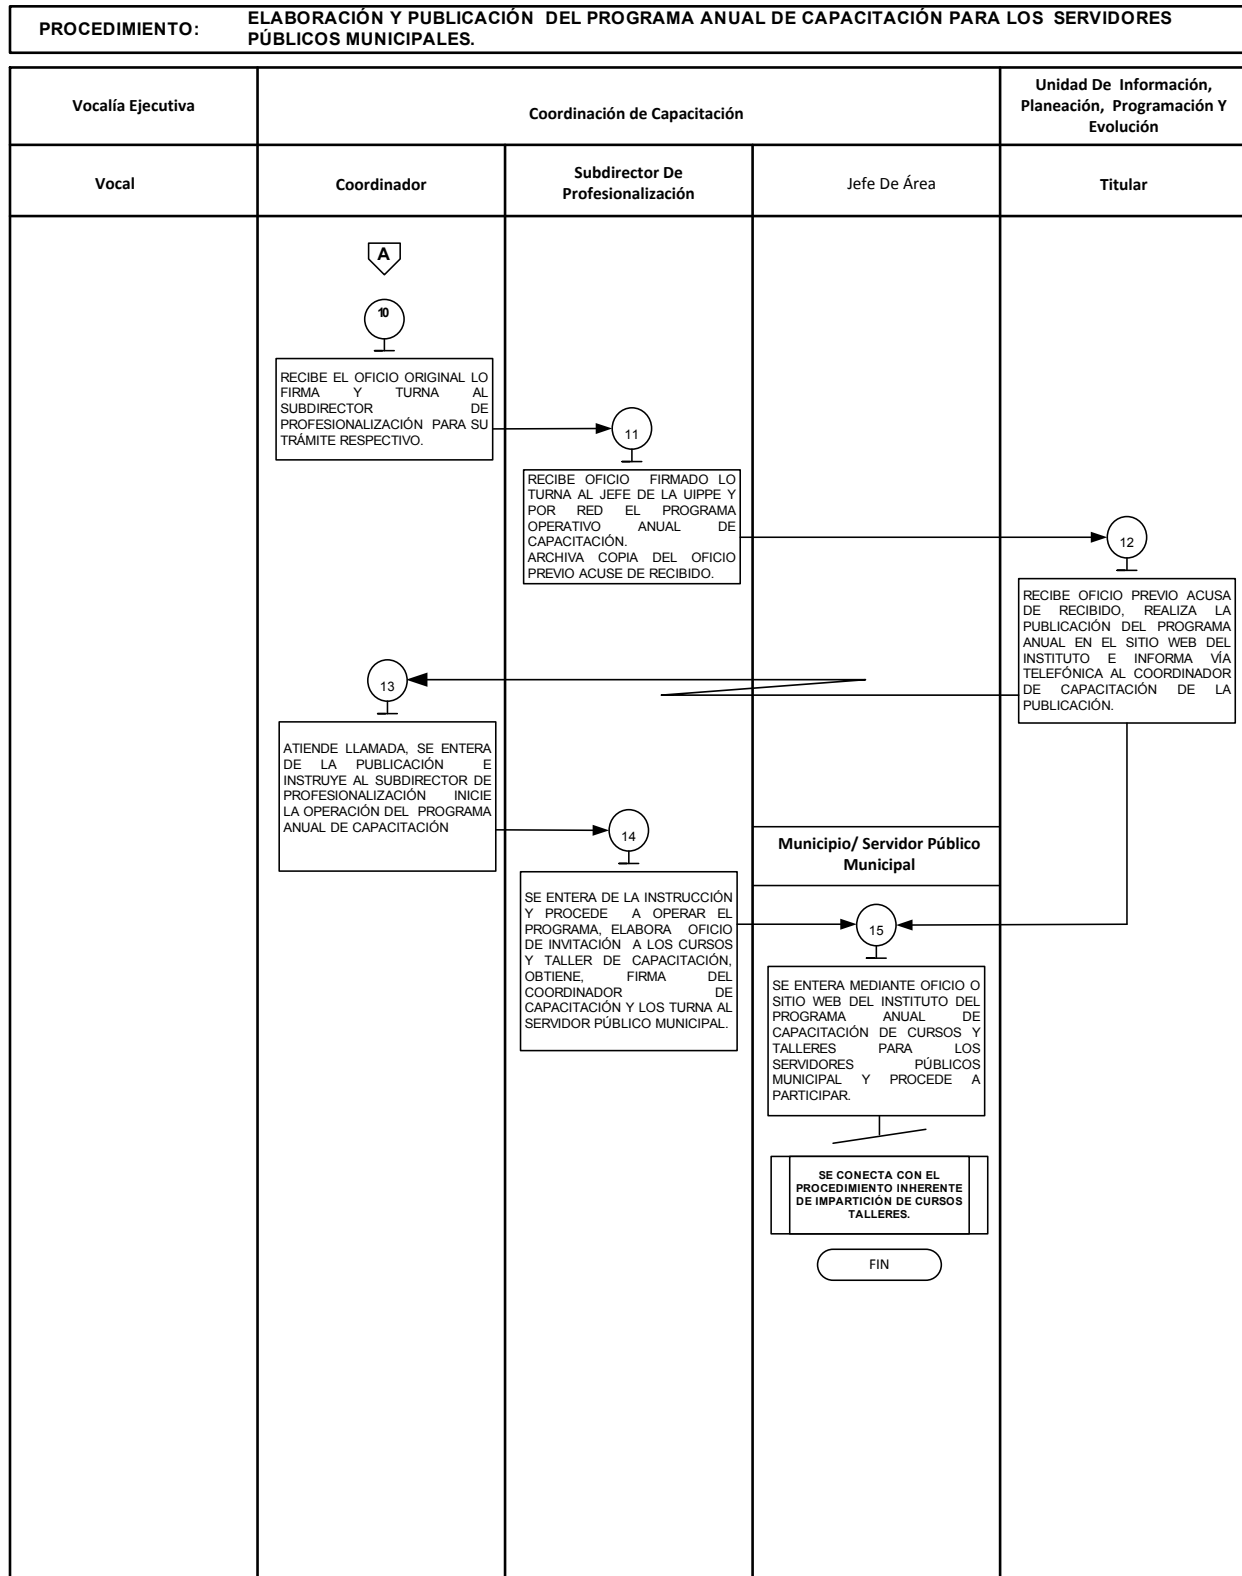 PROCEDIMIENTO:
ELABORACIÓN Y PUBLICACIÓN DEL PROGRAMA ANUAL DE CAPACITACIÓN PARA LOS SERVIDORES
PÚBLICOS MUNICIPALES.
Vocalía Ejecutiva
Coordinación de Capacitación
Unidad De Información,
Planeación, Programación Y
Evolución
Vocal
Coordinador
Subdirector De
Profesionalización
Jefe De Área
Titular
A
10
RECIBE EL OFICIO ORIGINAL LO
FIRMA Y TURNA AL
SUBDIRECTOR DE
PROFESIONALIZACIÓN PARA SU
TRÁMITE RESPECTIVO.
11
RECIBE OFICIO FIRMADO LO
TURNA AL JEFE DE LA UIPPE Y
POR RED EL PROGRAMA
OPERATIVO ANUAL DE
CAPACITACIÓN.
ARCHIVA COPIA DEL OFICIO
PREVIO ACUSE DE RECIBIDO.
12
RECIBE OFICIO PREVIO ACUSA
DE RECIBIDO, REALIZA LA
PUBLICACIÓN DEL PROGRAMA
ANUAL EN EL SITIO WEB DEL
INSTITUTO E INFORMA VÍA
TELEFÓNICA AL COORDINADOR
DE CAPACITACIÓN DE LA
PUBLICACIÓN.
13
ATIENDE LLAMADA, SE ENTERA
DE LA PUBLICACIÓN E
INSTRUYE AL SUBDIRECTOR DE
PROFESIONALIZACIÓN INICIE
LA OPERACIÓN DEL PROGRAMA
ANUAL DE CAPACITACIÓN
14
SE ENTERA DE LA INSTRUCCIÓN
Y PROCEDE A OPERAR EL
PROGRAMA, ELABORA OFICIO
DE INVITACIÓN A LOS CURSOS
Y TALLER DE CAPACITACIÓN,
OBTIENE, FIRMA DEL
COORDINADOR DE
CAPACITACIÓN Y LOS TURNA AL
SERVIDOR PÚBLICO MUNICIPAL.
Municipio/ Servidor Público
Municipal
15
SE ENTERA MEDIANTE OFICIO O
SITIO WEB DEL INSTITUTO DEL
PROGRAMA ANUAL DE
CAPACITACIÓN DE CURSOS Y
TALLERES PARA LOS
SERVIDORES PÚBLICOS
MUNICIPAL Y PROCEDE A
PARTICIPAR.
SE CONECTA CON EL
PROCEDIMIENTO INHERENTE
DE IMPARTICIÓN DE CURSOS
TALLERES.
FIN